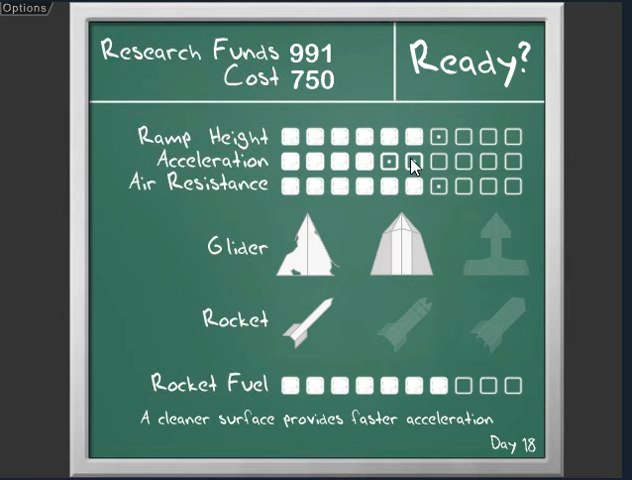 Options
Research Funds 991
Cost 750
Ready?
Ramp Height
Acceleration
Air Resistance
Glider
Rocket
Rocket Fuel
A cleaner surface provides faster acceleration
Day 18